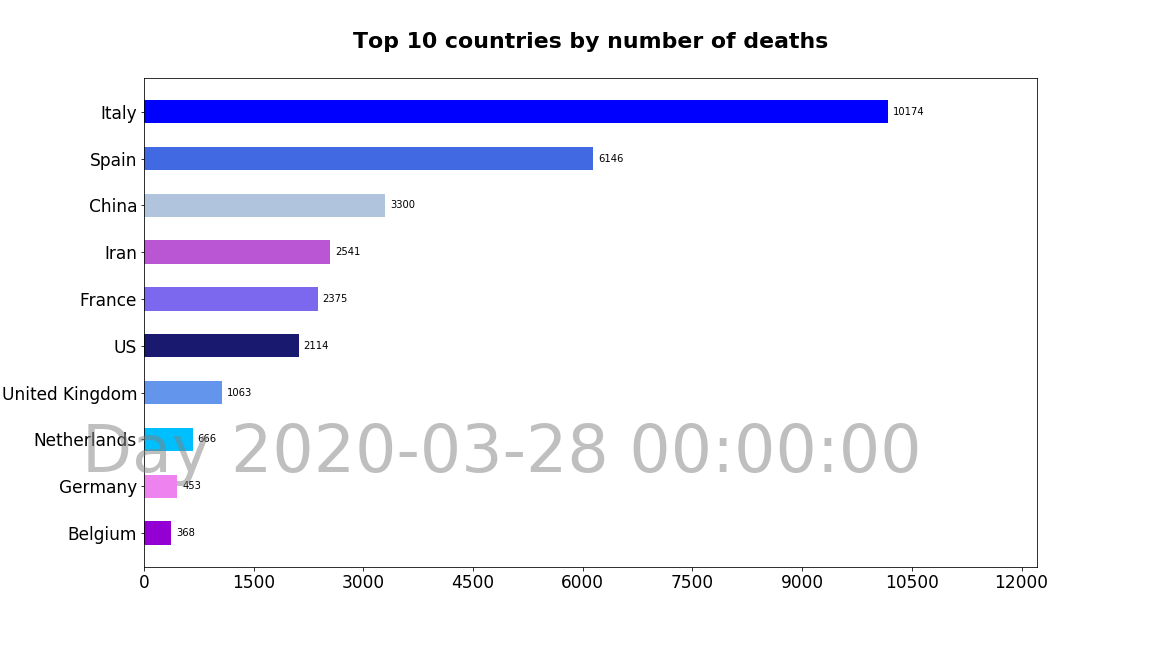 Top 10 countries by number of deaths
Italy 10174
Spain 6146
China 3300
Iran 2541
France 2375
US 2114
United Kingdom 1063
Netherlands 666
Day 2020-03-28 00:00:00
Germany 453
Belgium 368
0 1500 3000 4500 6000 7500 9000 10500 12000